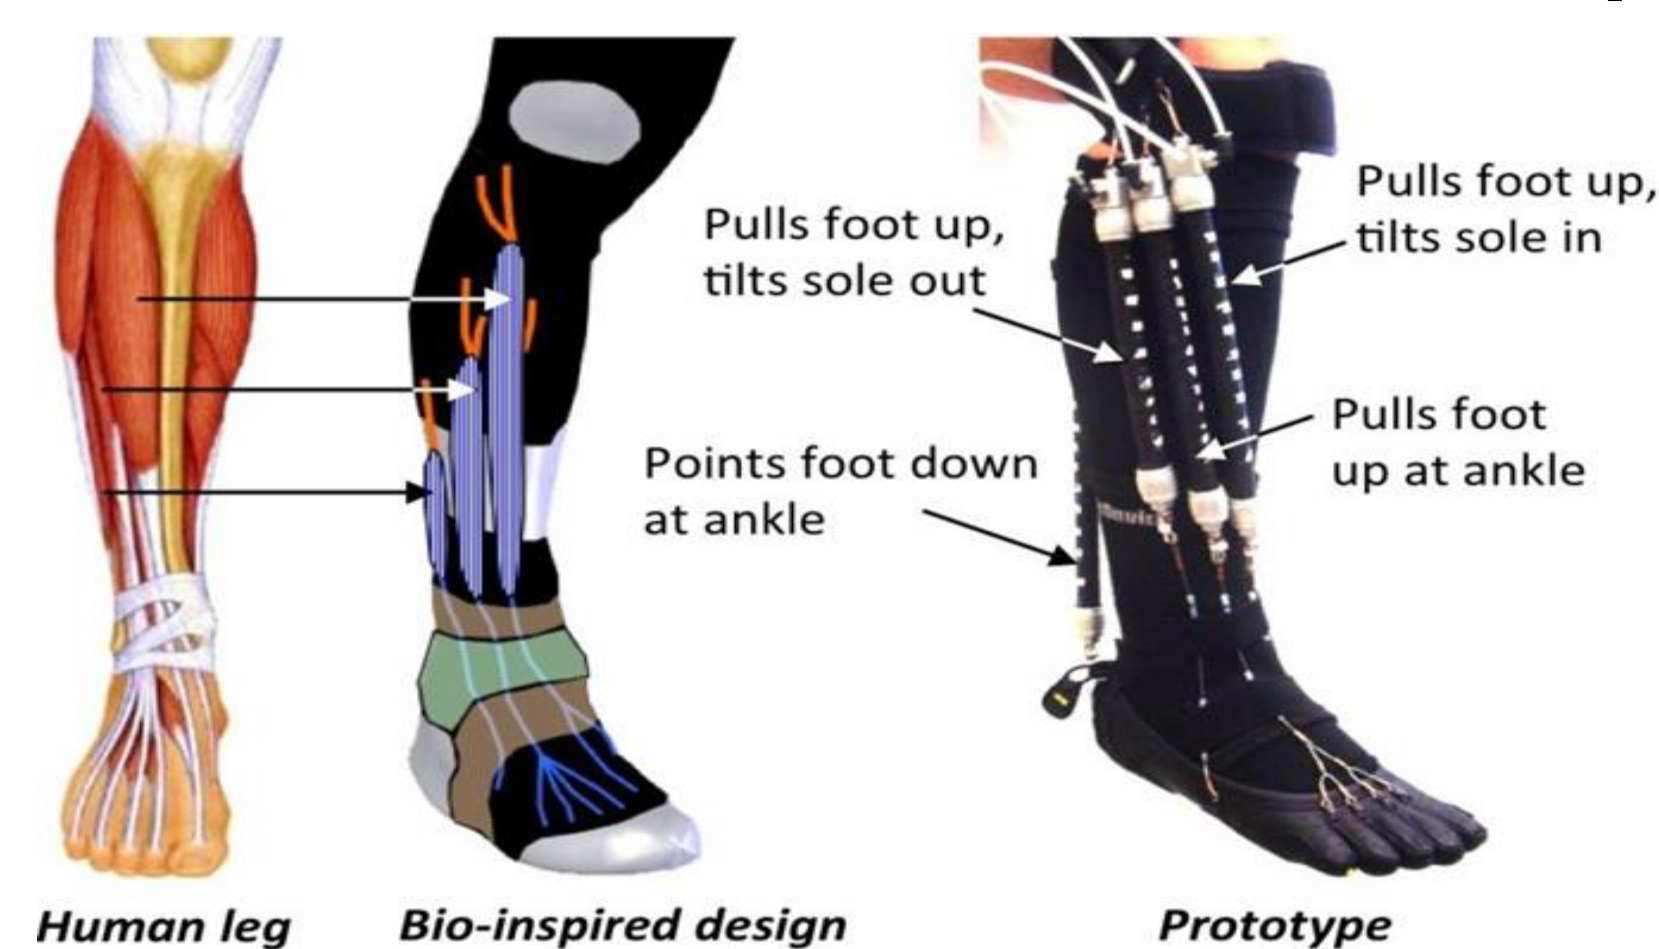 Pulls foot up,
tilts sole out
Pulls foot up,
tilts sole in
Points foot down
at ankle
Pulls foot
up at ankle
Human leg
Bio-inspired design
Prototype